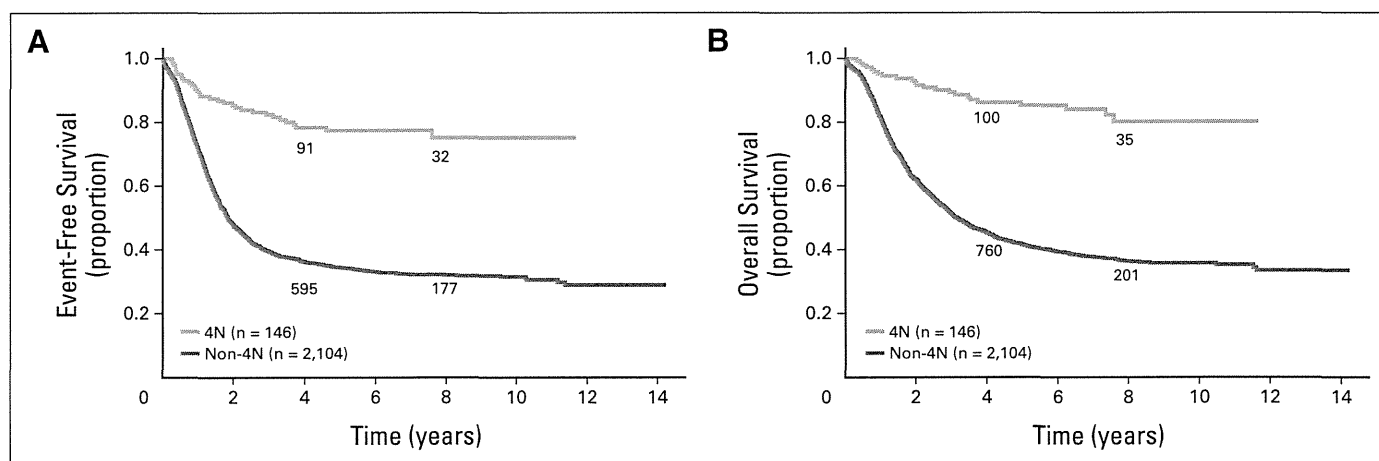 A
Event-Free Survival
(proportion)
1.0
0.8
0.6
0.4
0.2
0
2
4
6
8
10
12
14
91
32
595
177
4N (n = 146)
Non-4N (n = 2,104)
Time (years)
B
Overall Survival
(proportion)
1.0
0.8
0.6
0.4
0.2
0
2
4
6
8
10
12
14
100
35
760
201
4N (n = 146)
Non-4N (n = 2,104)
Time (years)